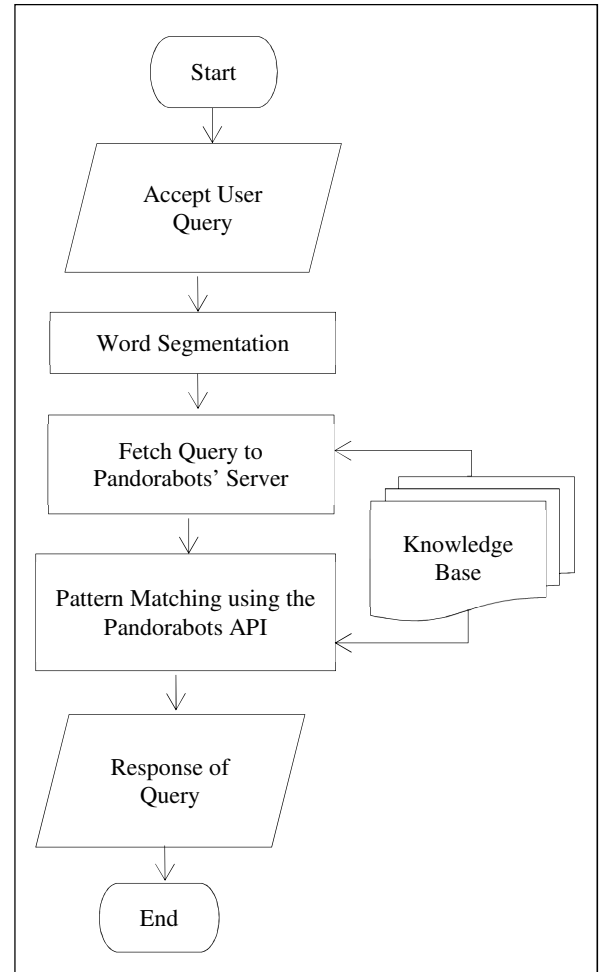 Start
Accept User
Query
Word Segmentation
Fetch Query to
Pandorabots’ Server
Knowledge
Base
Pattern Matching using the
Pandorabots API
Response of
Query
End